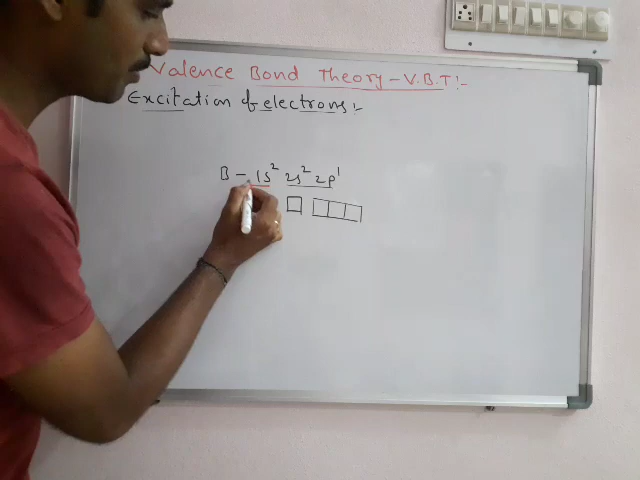 Valence Bond Theory - V.B.T:-
Excitation of electrons:-
B - 1s² 2s² 2p¹